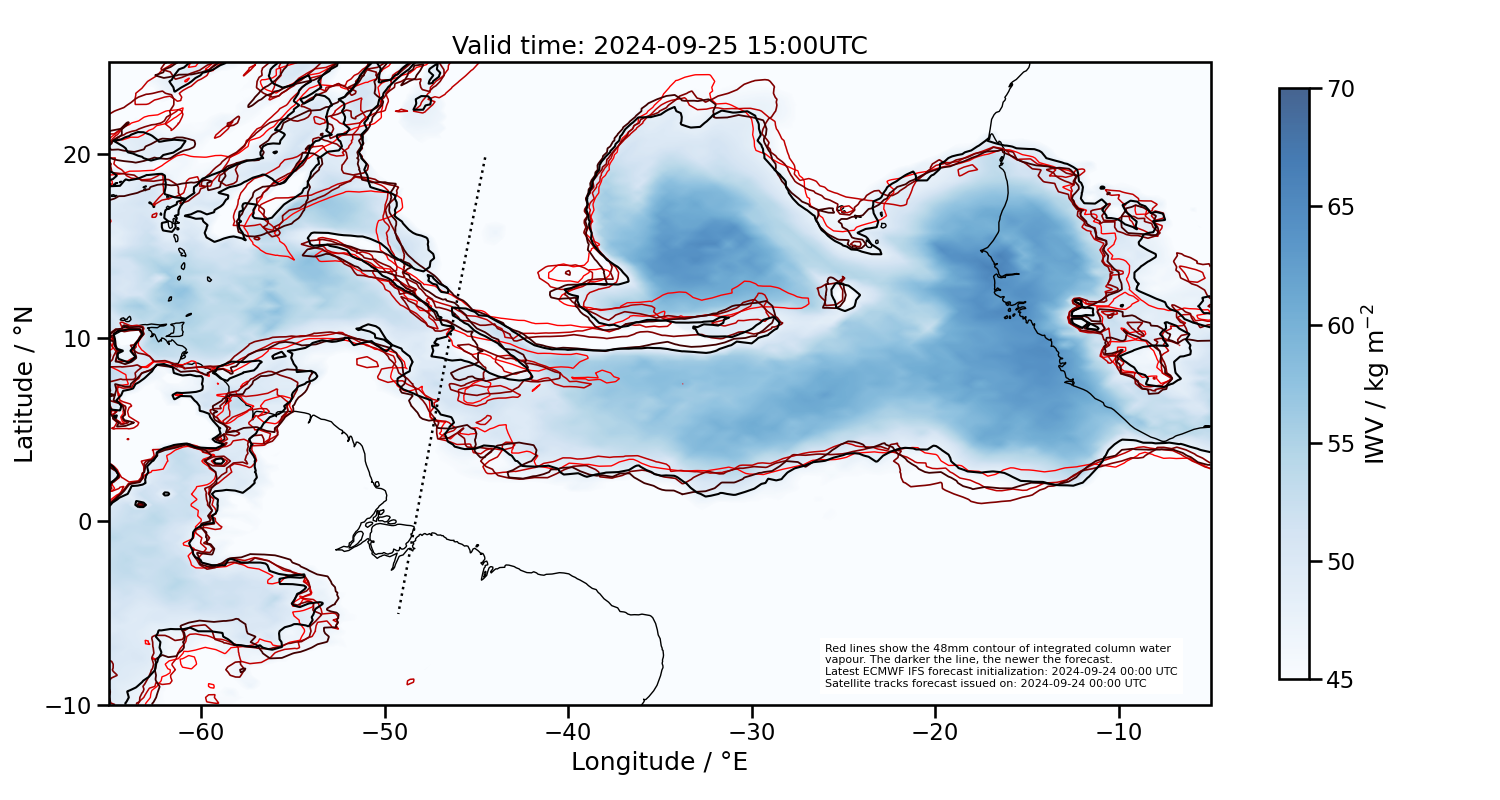 Valid time: 2024-09-25 15:00UTC
20
10
0
−10
Latitude / °N
−60
−50
−40
−30
−20
−10
Longitude / °E
Red lines show the 48mm contour of integrated column water
vapour. The darker the line, the newer the forecast.
Latest ECMWF IFS forecast initialization: 2024-09-24 00:00 UTC
Satellite tracks forecast issued on: 2024-09-24 00:00 UTC
70
65
60
55
50
45
IWV / kg m⁻²